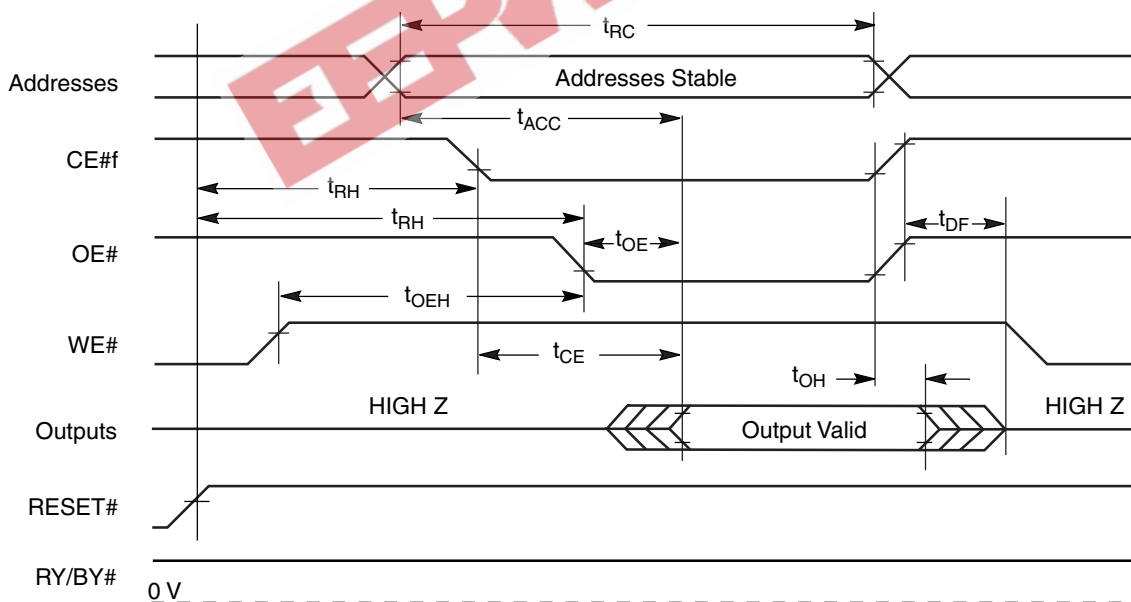 tRC
Addresses
Addresses Stable
tACC
CE#f
tRH
tRH
tOE
tDF
OE#
tOEH
WE#
tCE
tOH
HIGH Z
HIGH Z
Outputs
Output Valid
RESET#
RY/BY#
0 V